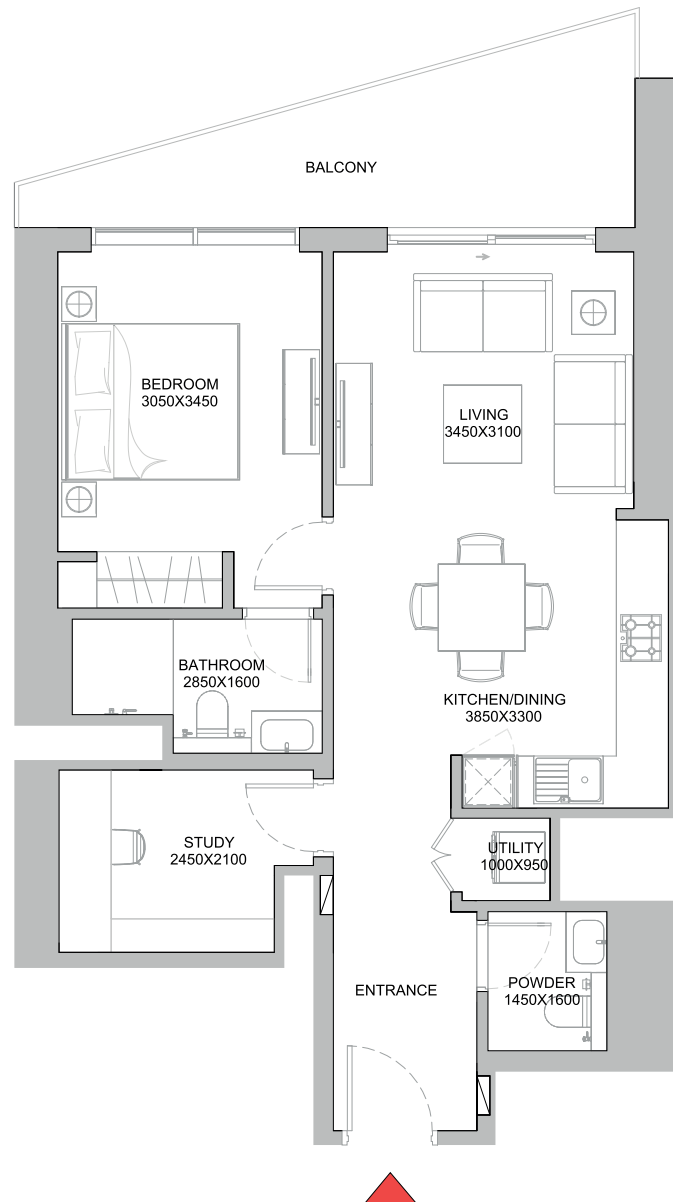 BALCONY
BEDROOM
3050X3450
LIVING
3450X3100
BATHROOM
2850X1600
KITCHEN/DINING
3850X3300
STUDY
2450X2100
UTILITY
1000X950
ENTRANCE
POWDER
1450X1600